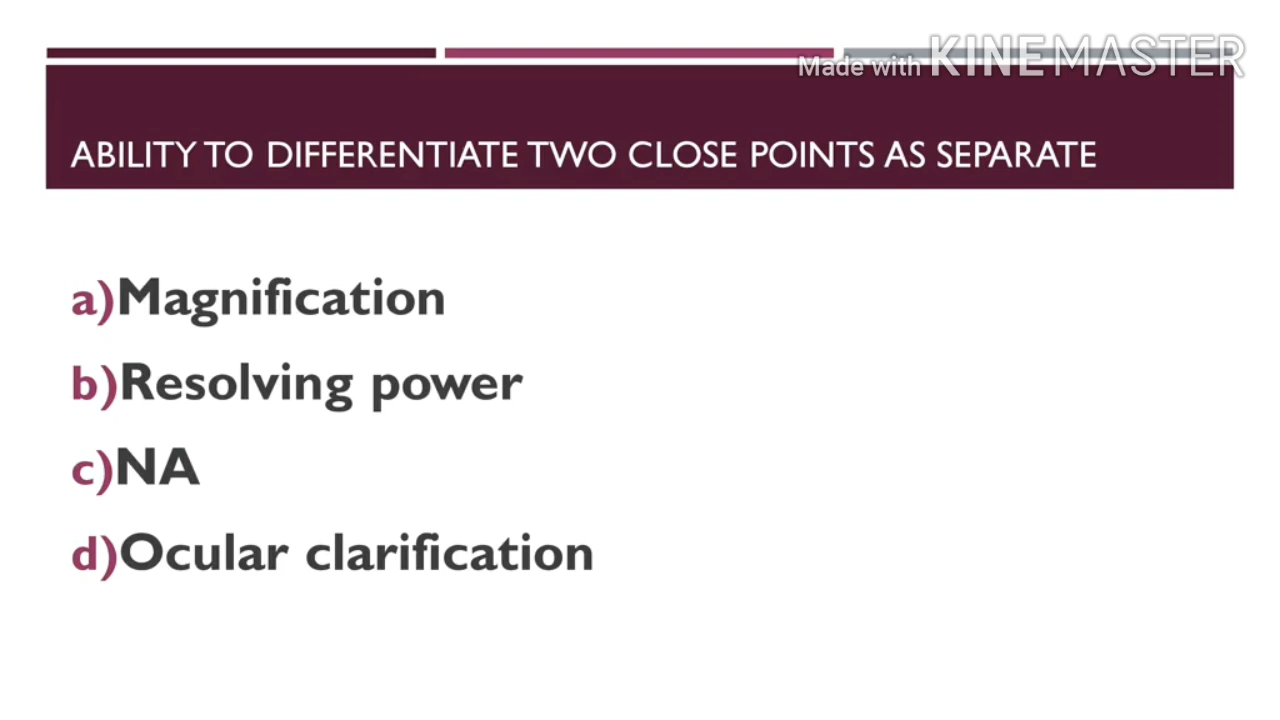 Made with KINEMASTER
ABILITY TO DIFFERENTIATE TWO CLOSE POINTS AS SEPARATE
a)Magnification
b)Resolving power
c)NA
d)Ocular clarification